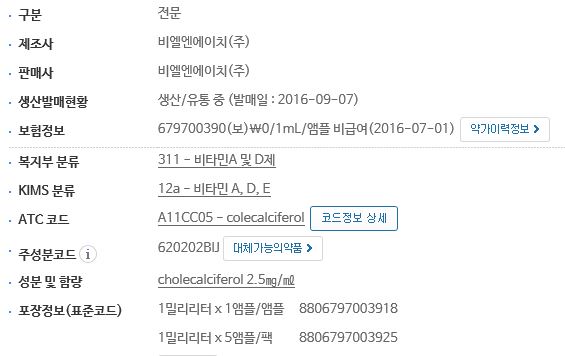 · 구분 전문
· 제조사 비엘엔에이치(주)
· 판매사 비엘엔에이치(주)
· 생산발매현황 생산/유통 중 (발매일 : 2016-09-07)
· 보험정보 679700390(보)₩0/1mL/앰플 비급여(2016-07-01) 약가이력정보
· 복지부 분류 311 - 비타민A 및 D제
· KIMS 분류 12a - 비타민 A, D, E
· ATC 코드 A11CC05 - colecalciferol 코드정보 상세
· 주성분코드 i 620202BIJ 대체가능의약품
· 성분 및 함량 cholecalciferol 2.5㎎/㎖
· 포장정보(표준코드) 1밀리리터 x 1앰플/앰플 8806797003918
1밀리리터 x 5앰플/팩 8806797003925